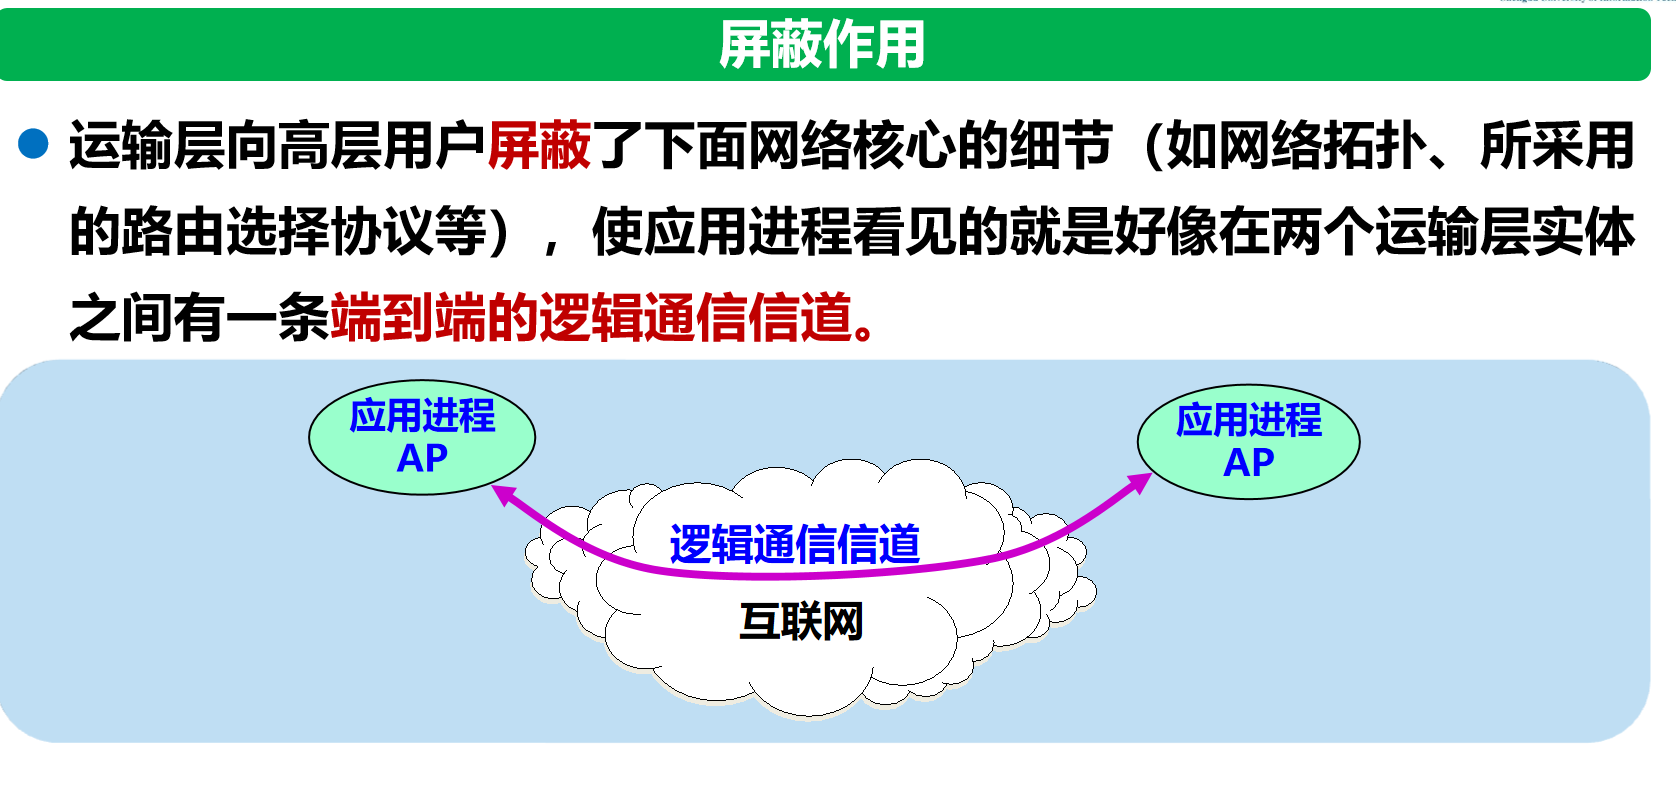 屏蔽作用
运输层向高层用户屏蔽了下面网络核心的细节（如网络拓扑、所采用
的路由选择协议等），使应用进程看见的就是好像在两个运输层实体
之间有一条端到端的逻辑通信信道。
应用进程
AP
应用进程
AP
逻辑通信信道
互联网